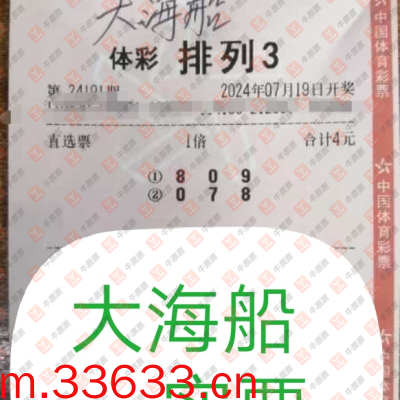 大海船
体彩 排列3
2024年07月19日开奖
直选票 1倍 合计4元
① 8 0 9
② 0 7 8
中国体育彩票
中国体育彩票
大海船
m.33633.cn